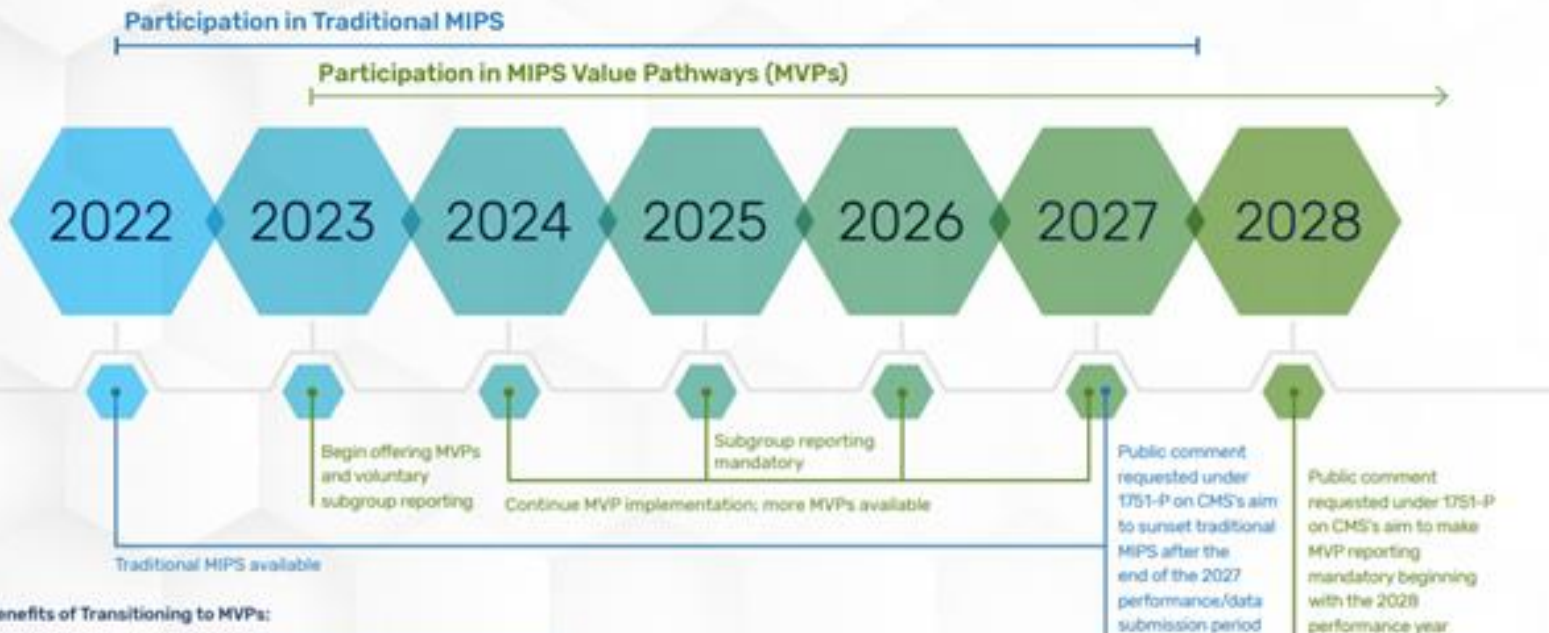 Participation in Traditional MIPS
Participation in MIPS Value Pathways (MVPs)
2022
2023
2024
2025
2026
2027
2028
Begin offering MVPs
and voluntary
subgroup reporting
Subgroup reporting
mandatory
Continue MVP implementation; more MVPs available
Traditional MIPS available
Public comment
requested under
1751-P on CMS's aim
to sunset traditional
MIPS after the
end of the 2027
performance/data
submission period
Public comment
requested under 1751-P
on CMS's aim to make
MVP reporting
mandatory beginning
with the 2028
performance year
enefits of Transitioning to MVPs: